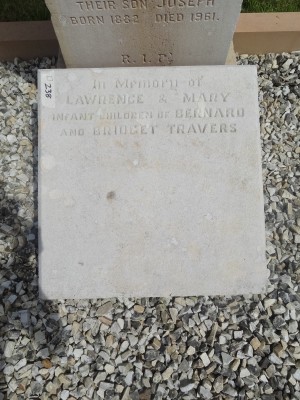 THEIR SON JOSEPH
BORN 1882 DIED 1961.
R.I.P.
In Memory of
LAWRENCE & MARY
INFANT CHILDREN OF BERNARD
AND BRIDGET TRAVERS